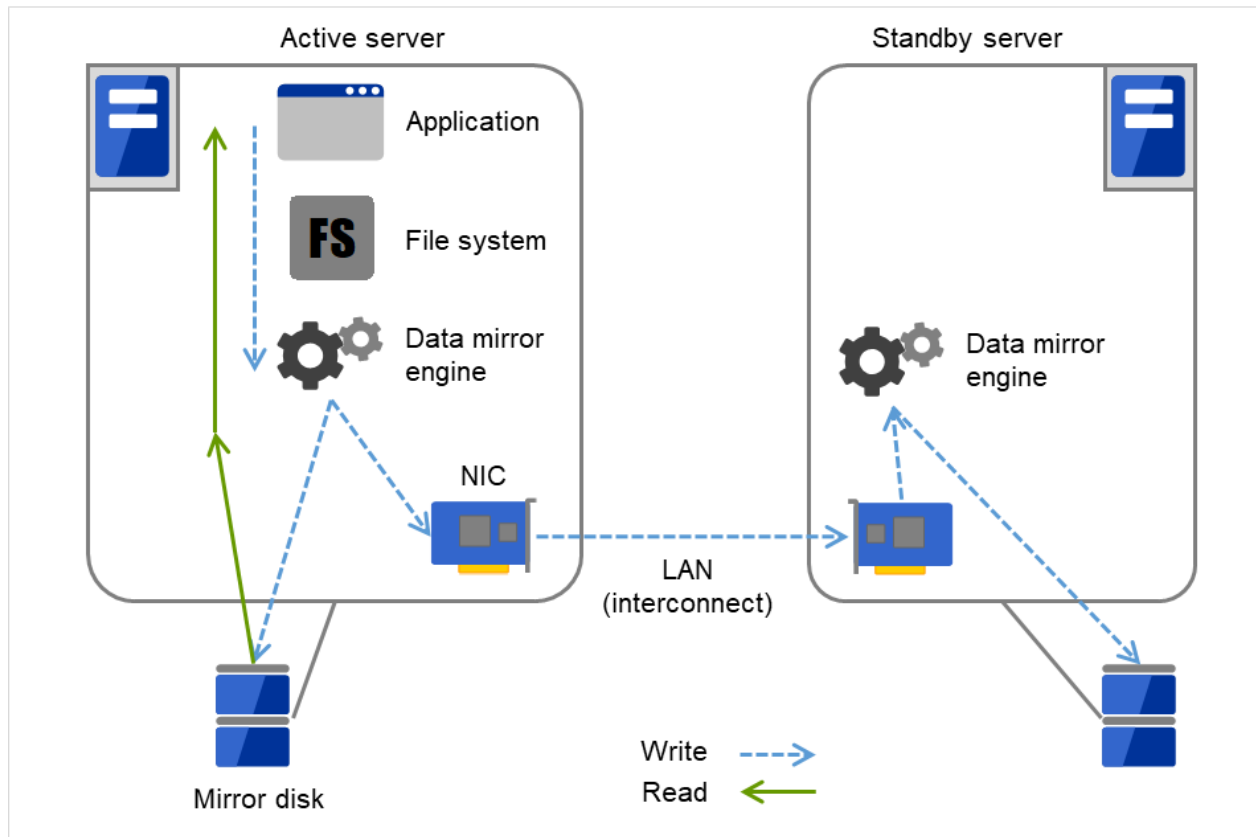 Active server
Standby server
Application
FS
File system
Data mirror
engine
Data mirror
engine
NIC
LAN
(interconnect)
Write
Read
Mirror disk